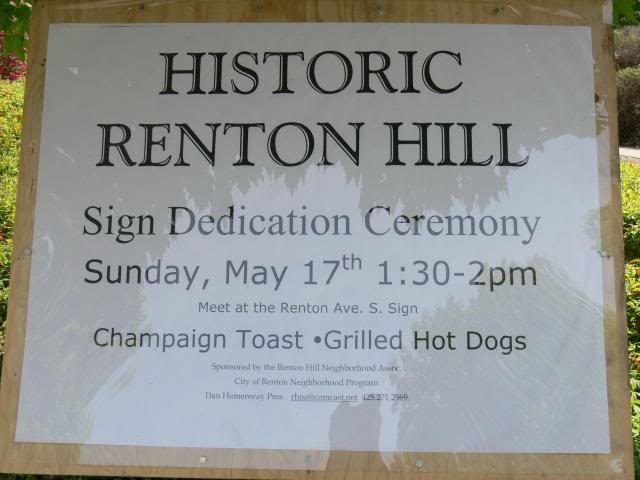 HISTORIC
RENTON HILL
Sign Dedication Ceremony
Sunday, May 17th 1:30-2pm
Meet at the Renton Ave. S. Sign
Champaign Toast •Grilled Hot Dogs
Sponsored by the Renton Hill Neighborhood Assoc.
City of Renton Neighborhood Program
Dan Hemenway Pres. rhna@comcast.net 425.271.2969